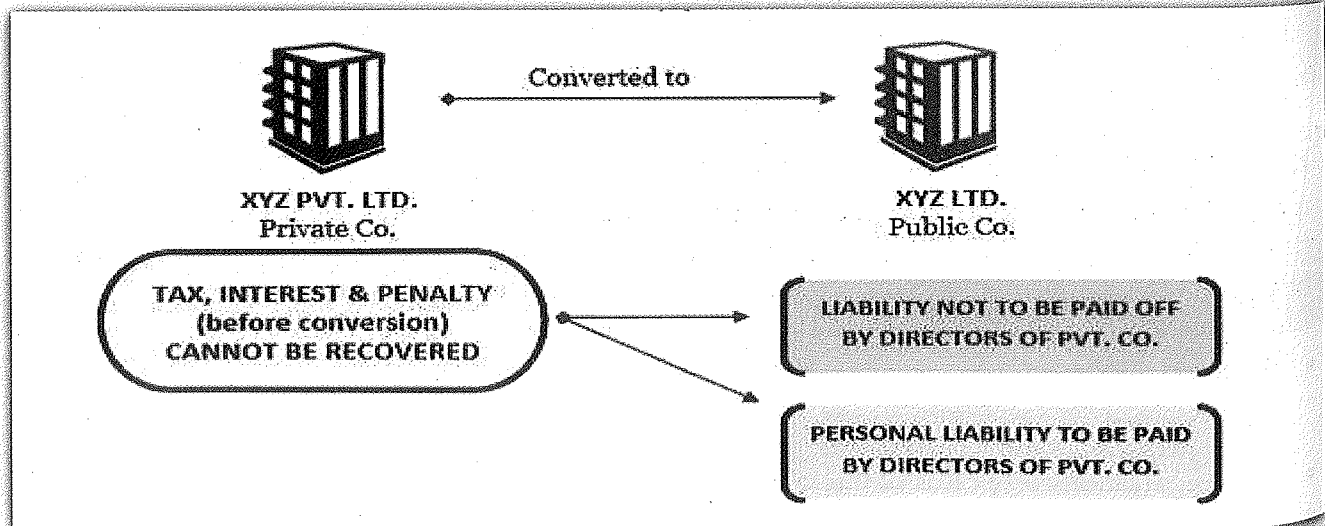 Converted to
XYZ PVT. LTD.
Private Co.
XYZ LTD.
Public Co.
TAX, INTEREST & PENALTY
(before conversion)
CANNOT BE RECOVERED
LIABILITY NOT TO BE PAID OFF
BY DIRECTORS OF PVT. CO.
PERSONAL LIABILITY TO BE PAID
BY DIRECTORS OF PVT. CO.